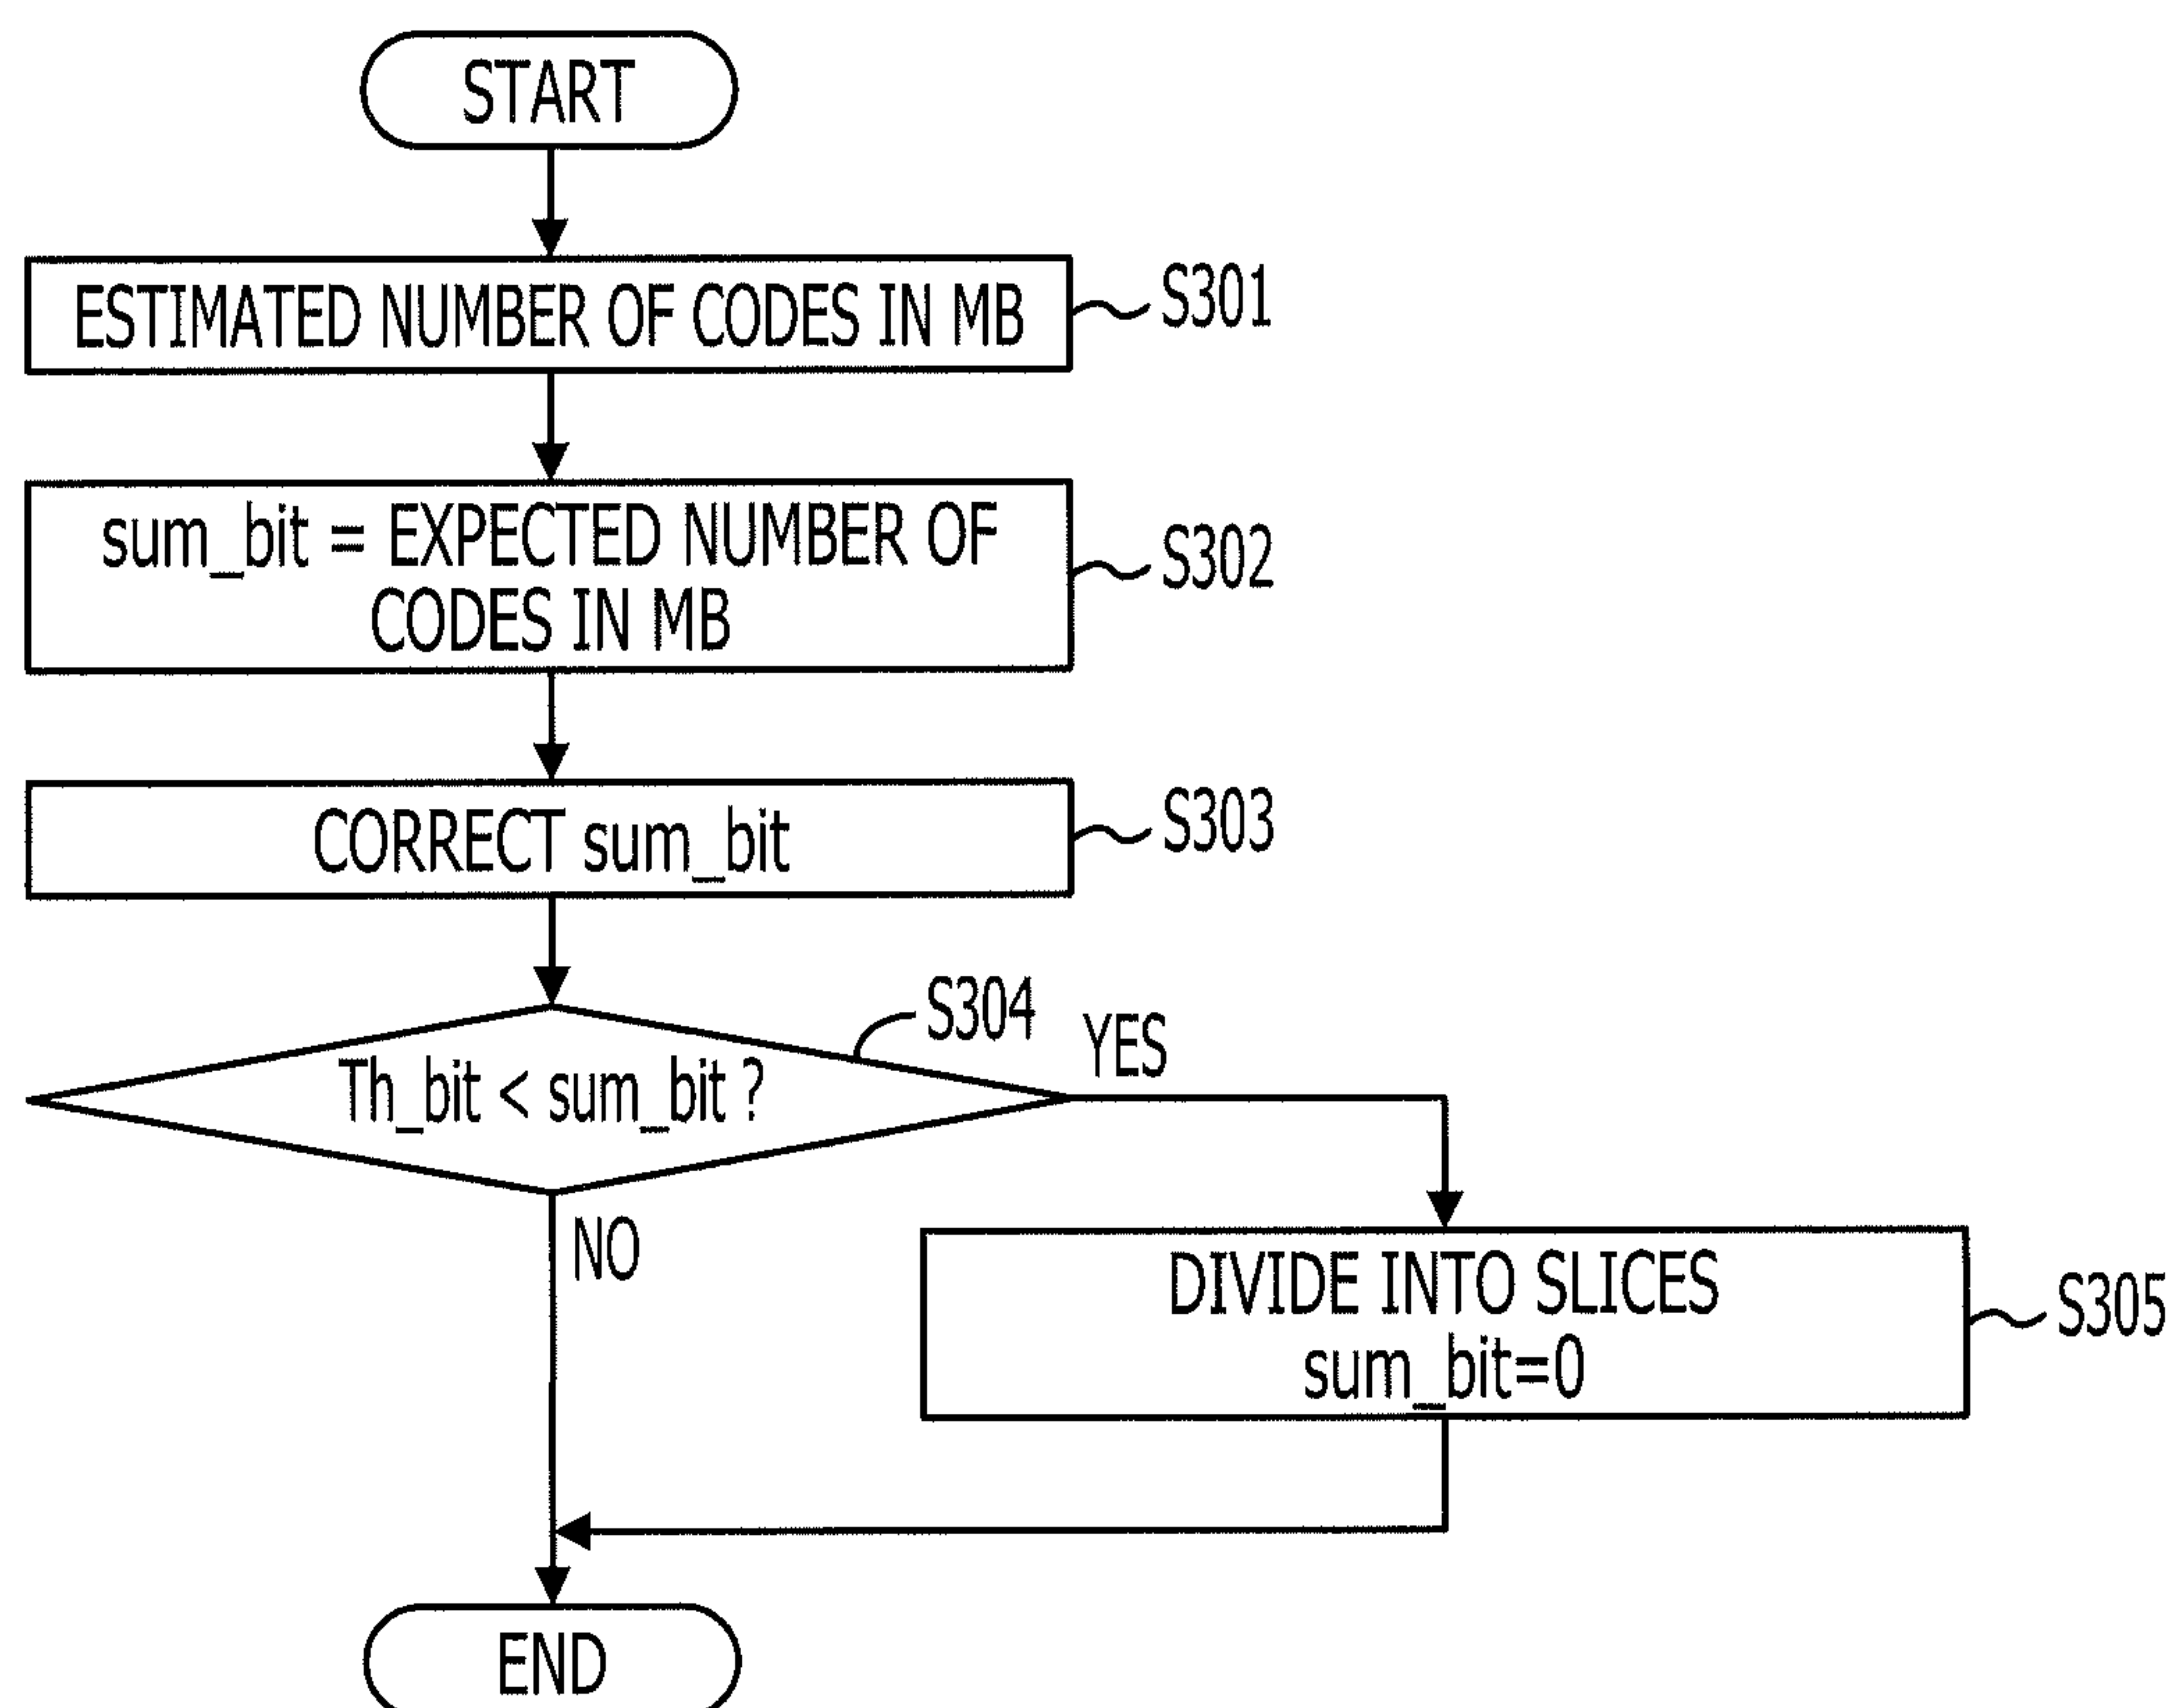 START
ESTIMATED NUMBER OF CODES IN MB
S301
sum_bit = EXPECTED NUMBER OF
CODES IN MB
S302
CORRECT sum_bit
S303
S304
Th_bit < sum_bit ?
YES
NO
DIVIDE INTO SLICES
sum_bit=0
S305
END